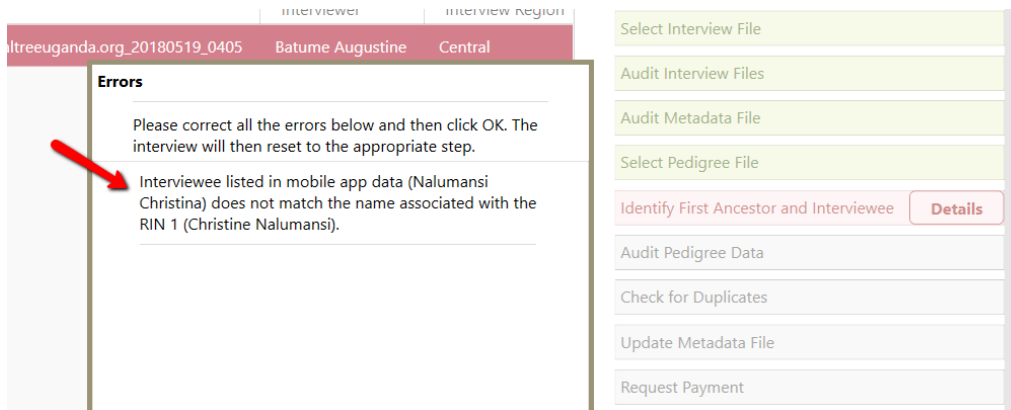 Interviewer Interview Region
altreeuganda.org_20180519_0405 Batume Augustine Central
Errors
Please correct all the errors below and then click OK. The
interview will then reset to the appropriate step.
Interviewee listed in mobile app data (Nalumansi
Christina) does not match the name associated with the
RIN 1 (Christine Nalumansi).
Select Interview File
Audit Interview Files
Audit Metadata File
Select Pedigree File
Identify First Ancestor and Interviewee Details
Audit Pedigree Data
Check for Duplicates
Update Metadata File
Request Payment